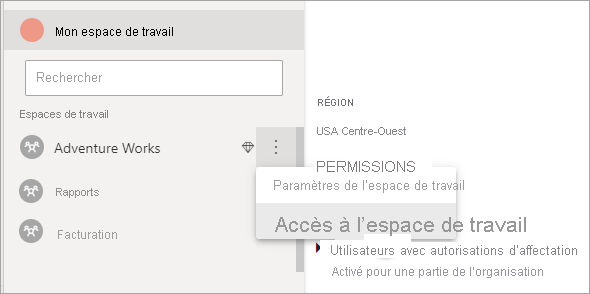 Mon espace de travail
Rechercher
Espaces de travail
Adventure Works
Rapports
Facturation
RÉGION
USA Centre-Ouest
PERMISSIONS
Paramètres de l'espace de travail
Accès à l'espace de travail
Utilisateurs avec autorisations d'affectation
Activé pour une partie de l'organisation